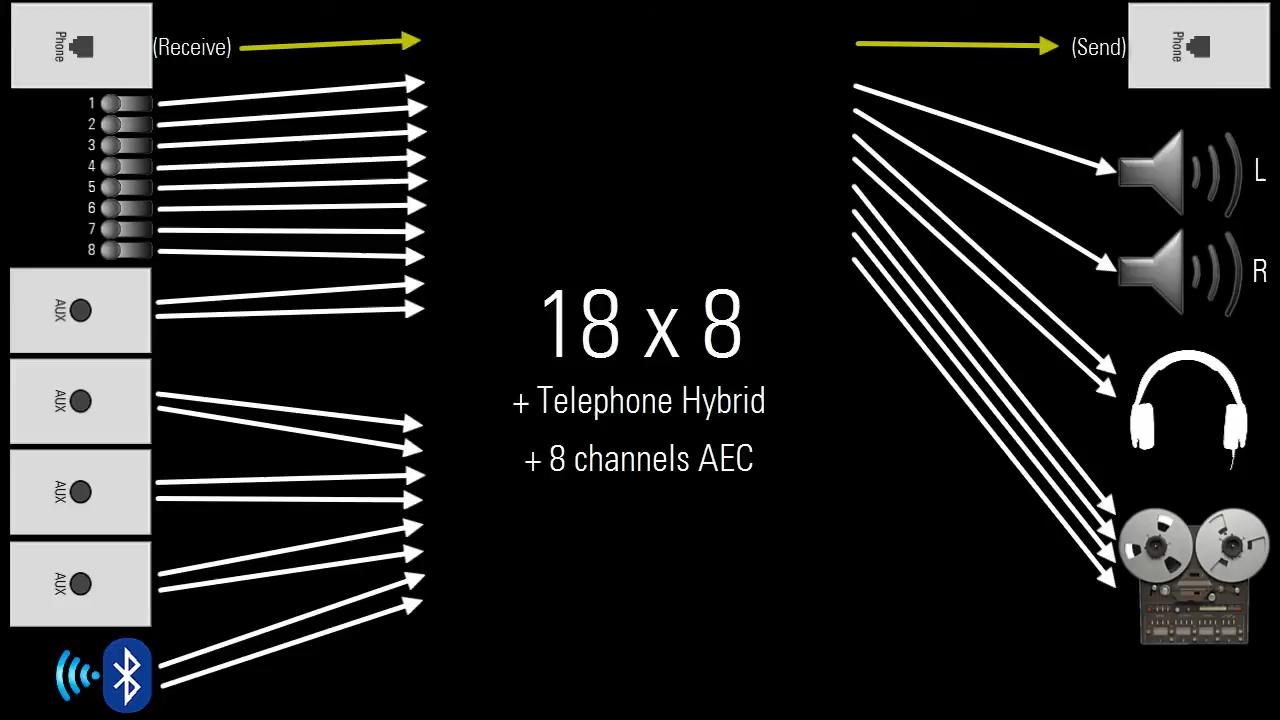 Phone
(Receive)
(Send)
Phone
1
2
3
4
5
6
7
8
L
R
AUX
AUX
AUX
AUX
18 x 8
+ Telephone Hybrid
+ 8 channels AEC